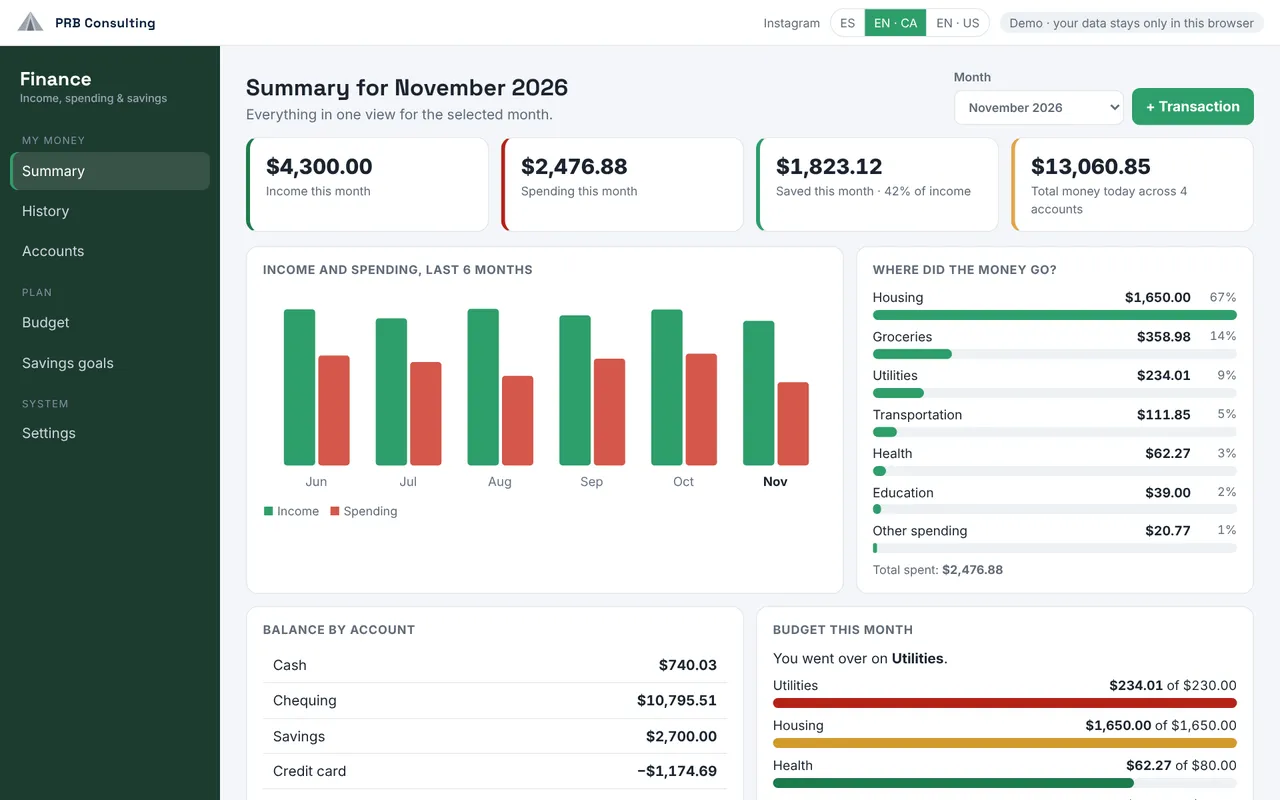 PRB Consulting
Instagram
ES
EN · CA
EN · US
Demo · your data stays only in this browser
Finance
Income, spending & savings
MY MONEY
Summary
History
Accounts
PLAN
Budget
Savings goals
SYSTEM
Settings
Summary for November 2026
Everything in one view for the selected month.
Month
November 2026
+ Transaction
$4,300.00
Income this month
$2,476.88
Spending this month
$1,823.12
Saved this month · 42% of income
$13,060.85
Total money today across 4
accounts
INCOME AND SPENDING, LAST 6 MONTHS
Jun Jul Aug Sep Oct Nov
Income Spending
WHERE DID THE MONEY GO?
Housing $1,650.00 67%
Groceries $358.98 14%
Utilities $234.01 9%
Transportation $111.85 5%
Health $62.27 3%
Education $39.00 2%
Other spending $20.77 1%
Total spent: $2,476.88
BALANCE BY ACCOUNT
Cash $740.03
Chequing $10,795.51
Savings $2,700.00
Credit card −$1,174.69
BUDGET THIS MONTH
You went over on Utilities.
Utilities $234.01 of $230.00
Housing $1,650.00 of $1,650.00
Health $62.27 of $80.00